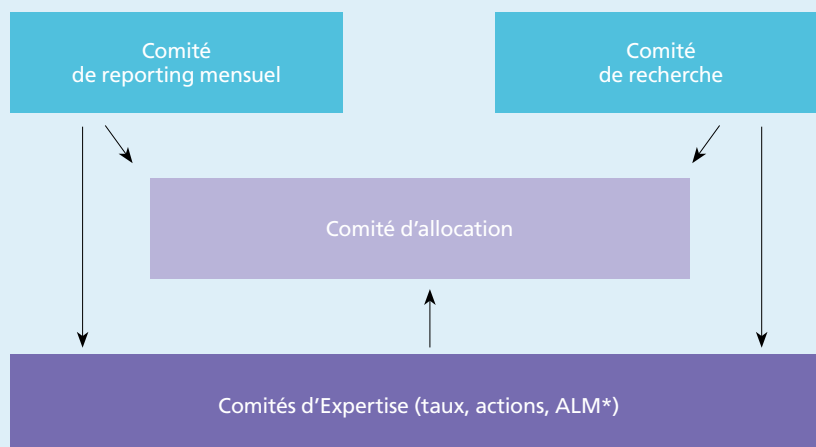 Comité
de reporting mensuel
Comité
de recherche
Comité d’allocation
Comités d’Expertise (taux, actions, ALM*)